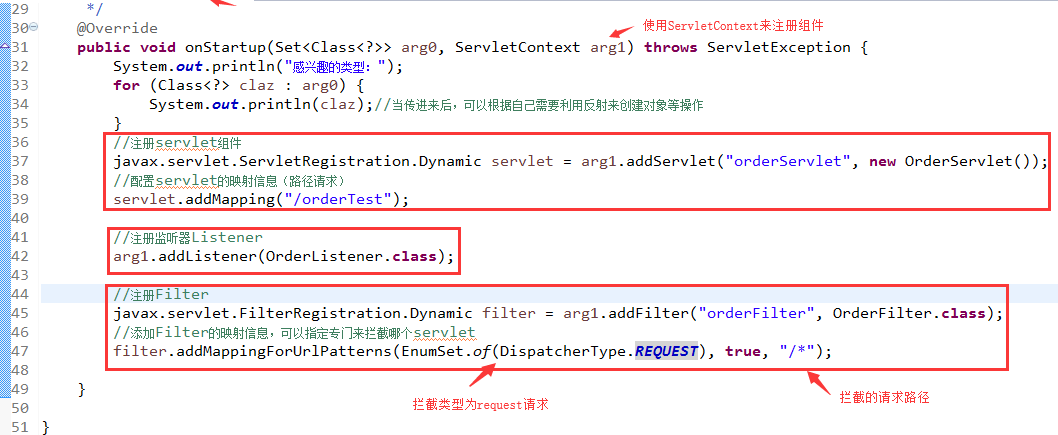 29 */
使用ServletContext来注册组件
30 @Override
31 public void onStartup(Set<Class<?>> arg0, ServletContext arg1) throws ServletException {
32 System.out.println("感兴趣的类型：");
33 for (Class<?> claz : arg0) {
34 System.out.println(claz);//当传进来后，可以根据自己需要利用反射来创建对象等操作
35 }
36 //注册servlet组件
37 javax.servlet.ServletRegistration.Dynamic servlet = arg1.addServlet("orderServlet", new OrderServlet());
38 //配置servlet的映射信息（路径请求）
39 servlet.addMapping("/orderTest");
40
41 //注册监听器Listener
42 arg1.addListener(OrderListener.class);
43
44 //注册Filter
45 javax.servlet.FilterRegistration.Dynamic filter = arg1.addFilter("orderFilter", OrderFilter.class);
46 //添加Filter的映射信息，可以指定专门来拦截哪个servlet
47 filter.addMappingForUrlPatterns(EnumSet.of(DispatcherType.REQUEST), true, "/*");
48
49 }
拦截类型为request请求
拦截的请求路径
50
51 }